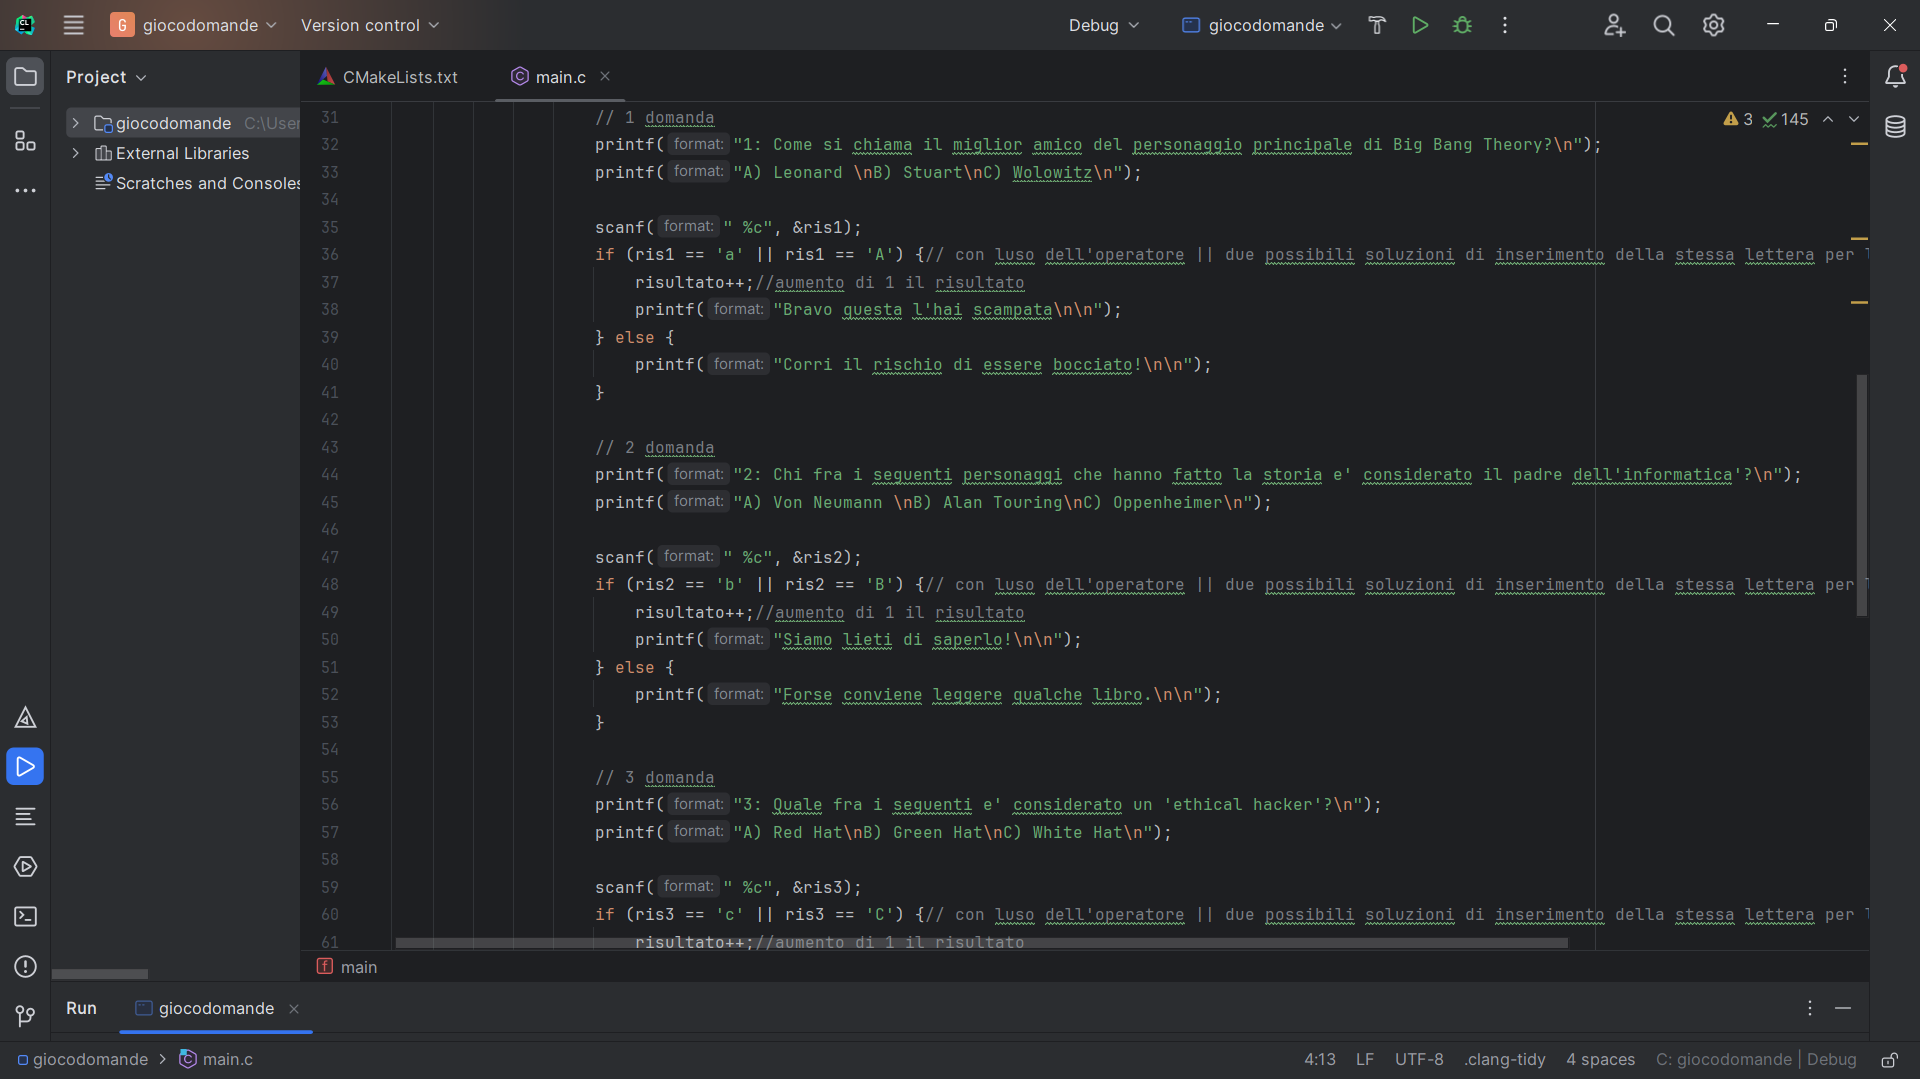 G giocodomande Version control Debug giocodomande
Project CMakeLists.txt main.c
giocodomande C:\User
External Libraries
Scratches and Consoles
3 145
31 // 1 domanda
32 printf( format: "1: Come si chiama il miglior amico del personaggio principale di Big Bang Theory?\n");
33 printf( format: "A) Leonard \nB) Stuart\nC) Wolowitz\n");
34
35 scanf( format: " %c", &ris1);
36 if (ris1 == 'a' || ris1 == 'A') {// con luso dell'operatore || due possibili soluzioni di inserimento della stessa lettera per l
37 risultato++;//aumento di 1 il risultato
38 printf( format: "Bravo questa l'hai scampata\n\n");
39 } else {
40 printf( format: "Corri il rischio di essere bocciato!\n\n");
41 }
42
43 // 2 domanda
44 printf( format: "2: Chi fra i seguenti personaggi che hanno fatto la storia e' considerato il padre dell'informatica'?\n");
45 printf( format: "A) Von Neumann \nB) Alan Touring\nC) Oppenheimer\n");
46
47 scanf( format: " %c", &ris2);
48 if (ris2 == 'b' || ris2 == 'B') {// con luso dell'operatore || due possibili soluzioni di inserimento della stessa lettera per l
49 risultato++;//aumento di 1 il risultato
50 printf( format: "Siamo lieti di saperlo!\n\n");
51 } else {
52 printf( format: "Forse conviene leggere qualche libro.\n\n");
53 }
54
55 // 3 domanda
56 printf( format: "3: Quale fra i seguenti e' considerato un 'ethical hacker'?\n");
57 printf( format: "A) Red Hat\nB) Green Hat\nC) White Hat\n");
58
59 scanf( format: " %c", &ris3);
60 if (ris3 == 'c' || ris3 == 'C') {// con luso dell'operatore || due possibili soluzioni di inserimento della stessa lettera per l
61 risultato++;//aumento di 1 il risultato
main
Run giocodomande
giocodomande > main.c 4:13 LF UTF-8 .clang-tidy 4 spaces C: giocodomande | Debug